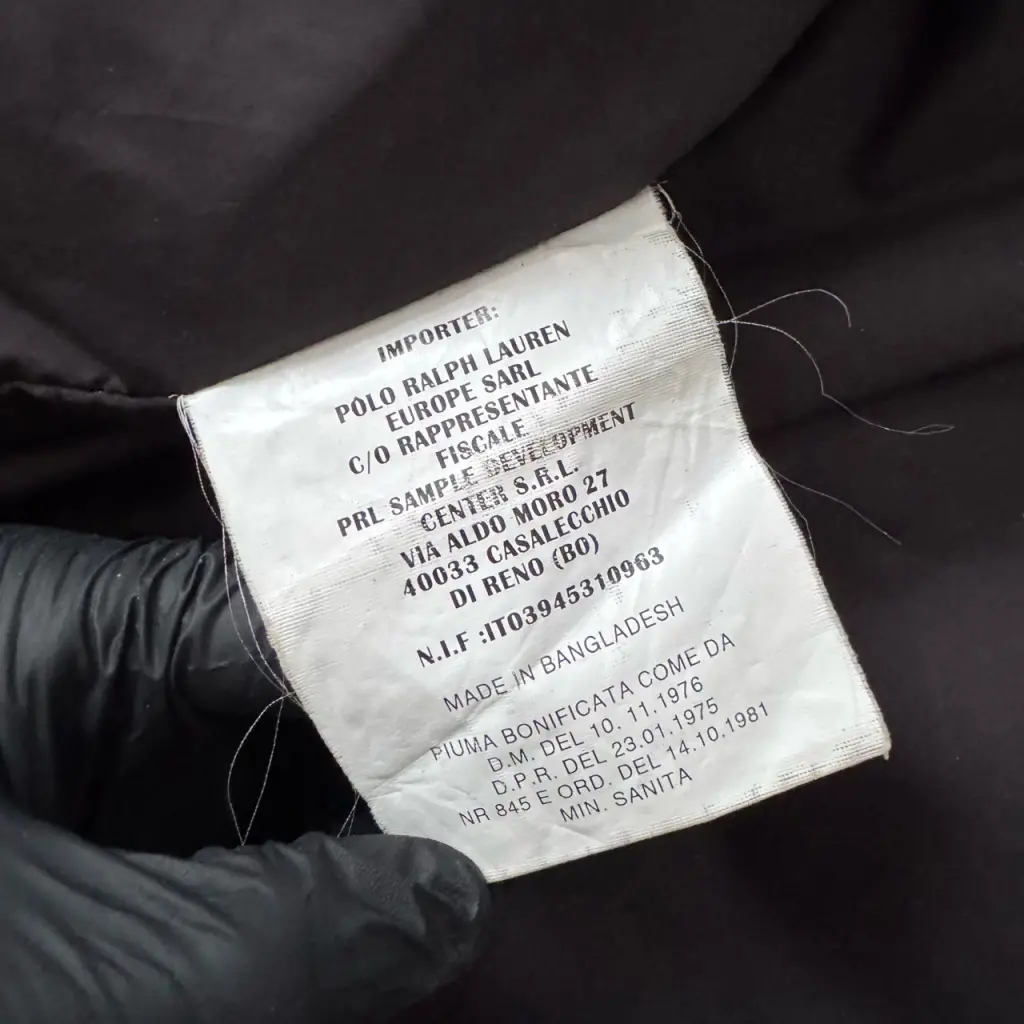 IMPORTER:
POLO RALPH LAUREN
EUROPE SARL
C/O RAPPRESENTANTE
FISCALE
PRL SAMPLE DEVELOPMENT
CENTER S.R.L.
VIA ALDO MORO 27
40033 CASALECCHIO
DI RENO (BO)
N.I.F :IT03945310963
MADE IN BANGLADESH
PIUMA BONIFICATA COME DA
D.M. DEL 10. 11.1976
D.P.R. DEL 23.01.1975
NR 845 E ORD. DEL 14.10.1981
MIN. SANITA